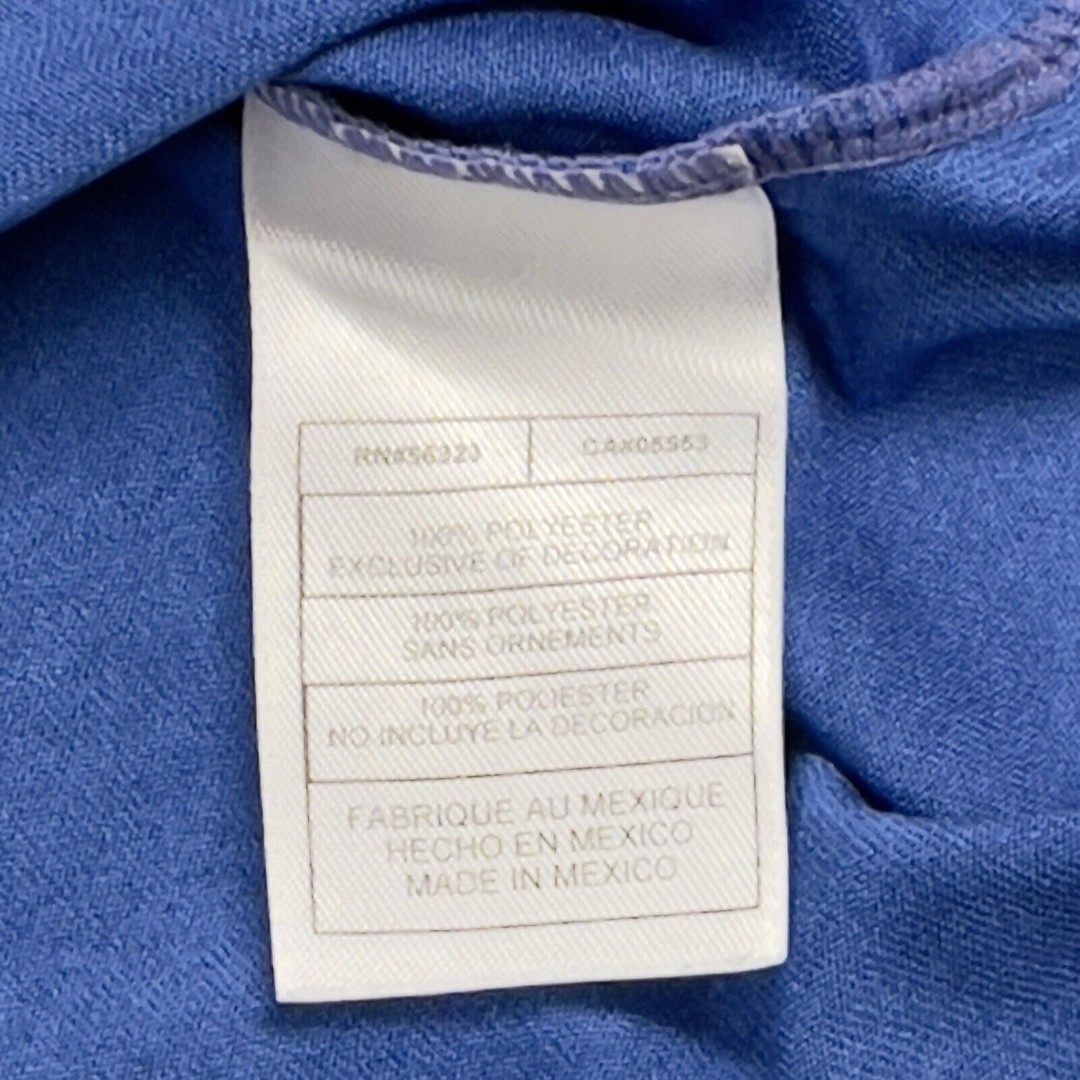 RN#56323
CA#05553
100% POLYESTER
EXCLUSIVE OF DECORATION
100% POLYESTER
SANS ORNEMENTS
100% POLIESTER
NO INCLUYE LA DECORACION
FABRIQUE AU MEXIQUE
HECHO EN MEXICO
MADE IN MEXICO